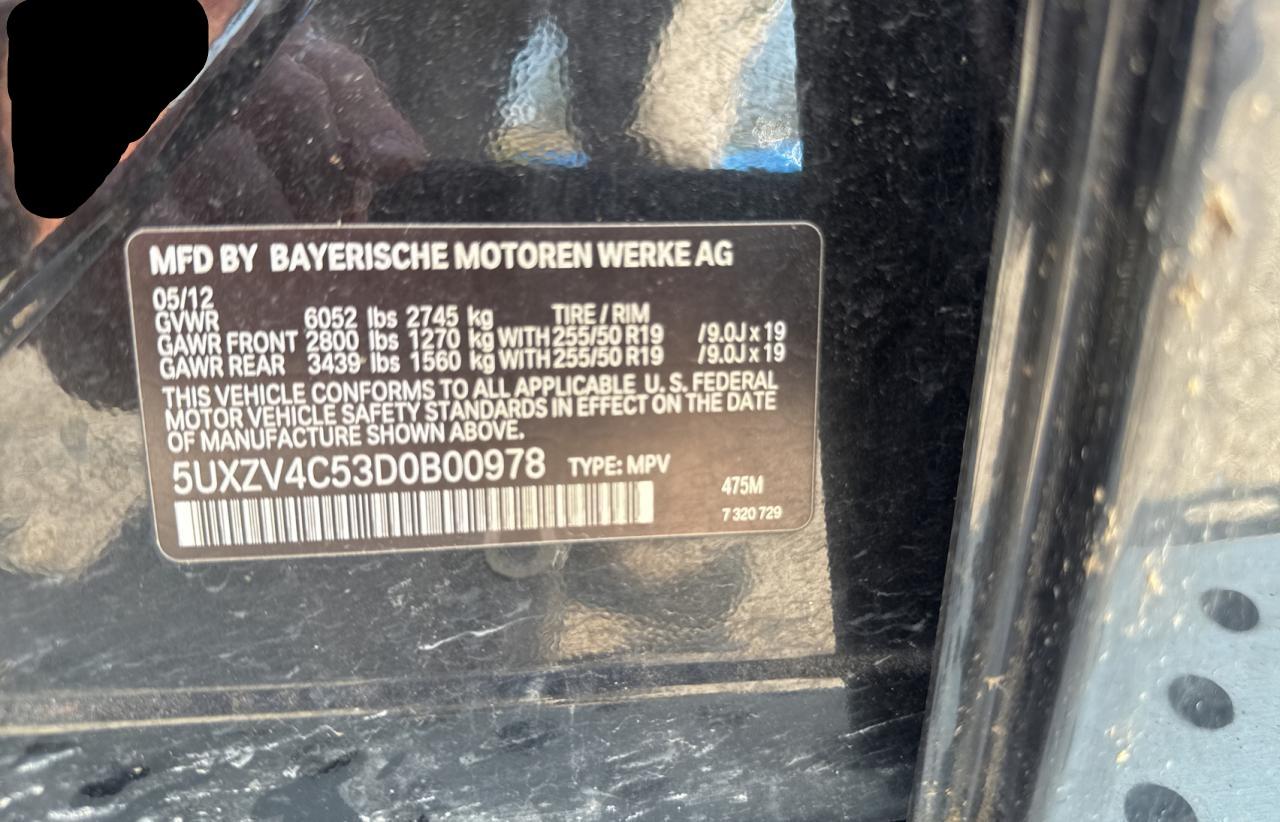 MFD BY BAYERISCHE MOTOREN WERKE AG
05/12
GVWR 6052 lbs 2745 kg TIRE / RIM
GAWR FRONT 2800 lbs 1270 kg WITH 255/50 R19 /9.0J x 19
GAWR REAR 3439 lbs 1560 kg WITH 255/50 R19 /9.0J x 19
THIS VEHICLE CONFORMS TO ALL APPLICABLE U. S. FEDERAL
MOTOR VEHICLE SAFETY STANDARDS IN EFFECT ON THE DATE
OF MANUFACTURE SHOWN ABOVE.
5UXZV4C53D0B00978 TYPE: MPV
475M
7 320 729